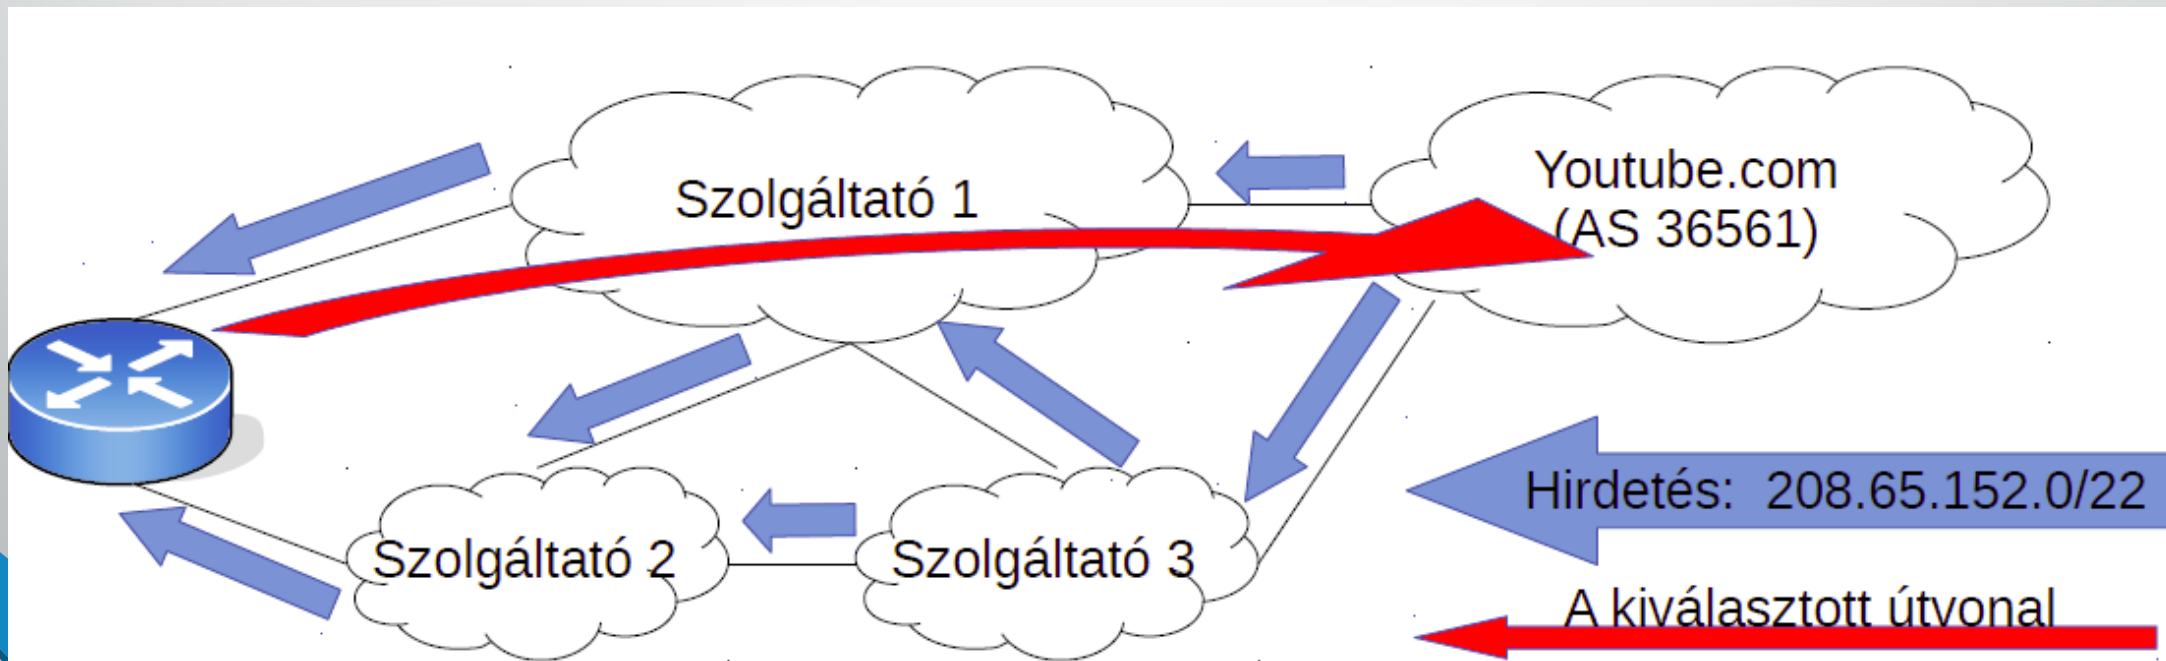 Szolgáltató 1
Youtube.com
(AS 36561)
Szolgáltató 2
Szolgáltató 3
Hirdetés: 208.65.152.0/22
A kiválasztott útvonal